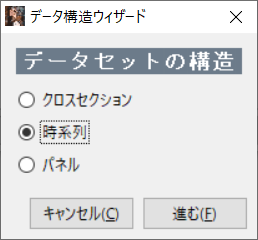 データ構造ウィザード
データセットの構造
クロスセクション
時系列
パネル
キャンセル(C)
進む(F)